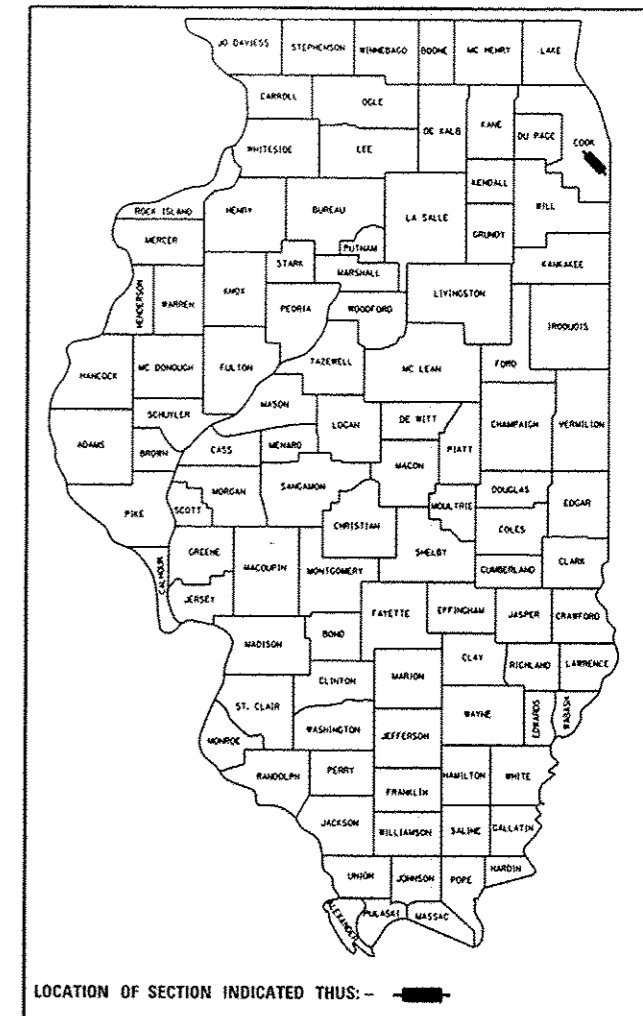 JO DAVIESS STEPHENSON WINNEBAGO BOONE MC HENRY LAKE
CARROLL OGLE DE KALB KANE DU PAGE COOK
WHITESIDE LEE KENDALL WILL
ROCK ISLAND HENRY BUREAU LA SALLE GRUNDY
MERCER PUTNAM KANKAKEE
STARK MARSHALL LIVINGSTON
HENDERSON WARREN KNOX PEORIA WOODFORD IROQUOIS
HANCOCK MC DONOUGH FULTON TAZEWELL MC LEAN FORD
SCHUYLER MASON LOGAN DE WITT CHAMPAIGN VERMILION
ADAMS BROWN CASS MENARD PIATT
MACON
PIKE SCOTT MORGAN SANGAMON CHRISTIAN MOULTRIE DOUGLAS EDGAR
COLES
CALHOUN GREENE MACOUPIN MONTGOMERY SHELBY CUMBERLAND CLARK
JERSEY FAYETTE EFFINGHAM JASPER CRAWFORD
MADISON BOND
CLINTON MARION CLAY RICHLAND LAWRENCE
ST. CLAIR WAYNE EDWARDS WABASH
MONROE WASHINGTON JEFFERSON
RANDOLPH PERRY HAMILTON WHITE
FRANKLIN
JACKSON WILLIAMSON SALINE GALLATIN
UNION JOHNSON POPE HARDIN
ALEXANDER PULASKI MASSAC
LOCATION OF SECTION INDICATED THUS: -